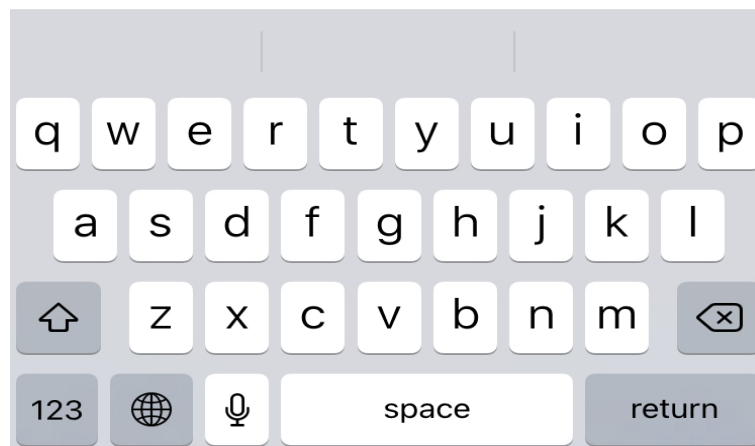 q w e r t y u i o p
a s d f g h j k l
z x c v b n m
123 space return